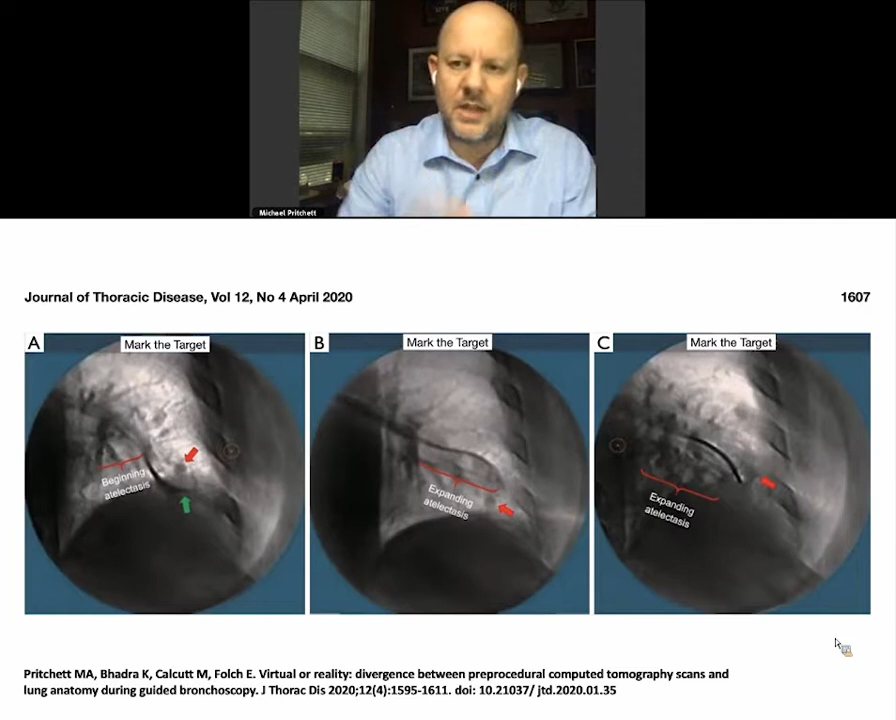 Michael Pritchett
Journal of Thoracic Disease, Vol 12, No 4 April 2020
1607
A
Mark the Target
Beginning
atelectasis
B
Mark the Target
Expanding
atelectasis
C
Mark the Target
Expanding
atelectasis
Pritchett MA, Bhadra K, Calcutt M, Folch E. Virtual or reality: divergence between preprocedural computed tomography scans and
lung anatomy during guided bronchoscopy. J Thorac Dis 2020;12(4):1595-1611. doi: 10.21037/ jtd.2020.01.35